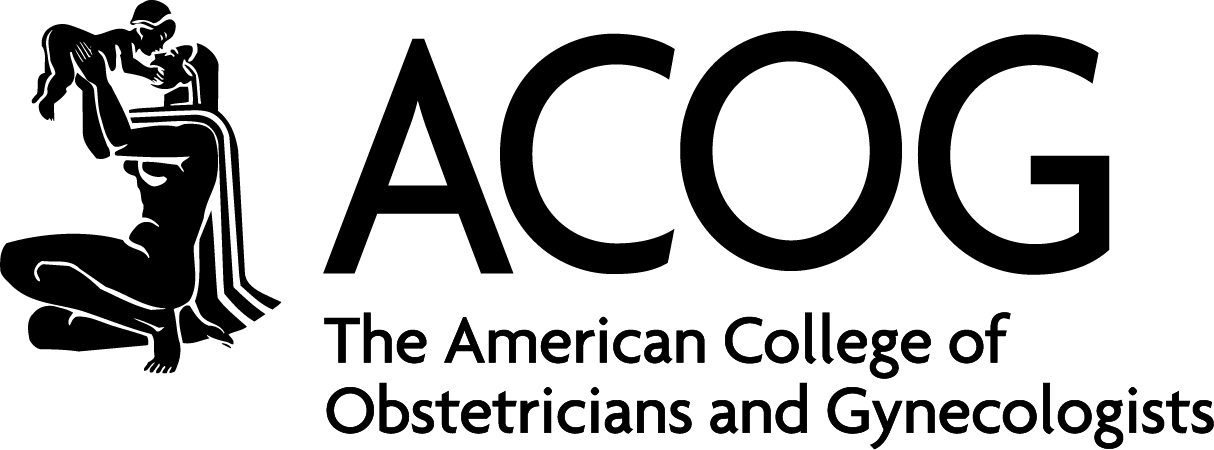 ACOG
The American College of
Obstetricians and Gynecologists